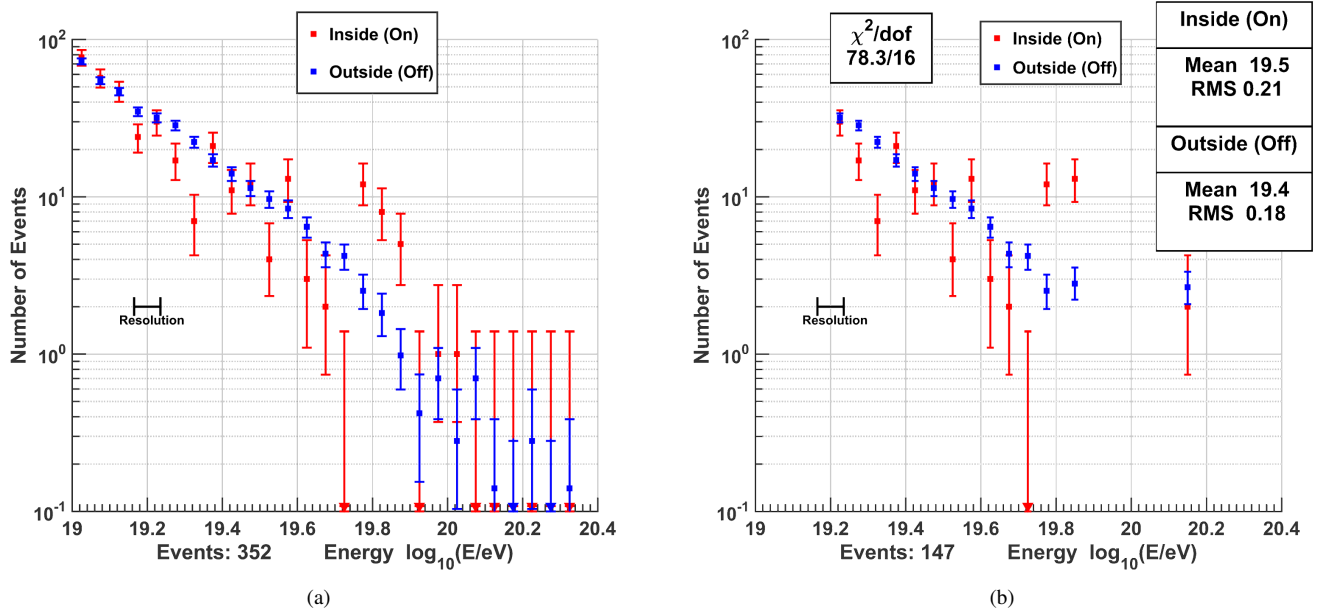 Inside (On)
Outside (Off)
Number of Events
10²
10¹
10⁰
10⁻¹
Resolution
19 19.2 19.4 19.6 19.8 20 20.2 20.4
Events: 352 Energy log₁₀(E/eV)
(a)
χ²/dof
78.3/16
Inside (On)
Outside (Off)
Inside (On)
Mean 19.5
RMS 0.21
Outside (Off)
Mean 19.4
RMS 0.18
Number of Events
10²
10¹
10⁰
10⁻¹
Resolution
19 19.2 19.4 19.6 19.8 20 20.2 20.4
Events: 147 Energy log₁₀(E/eV)
(b)